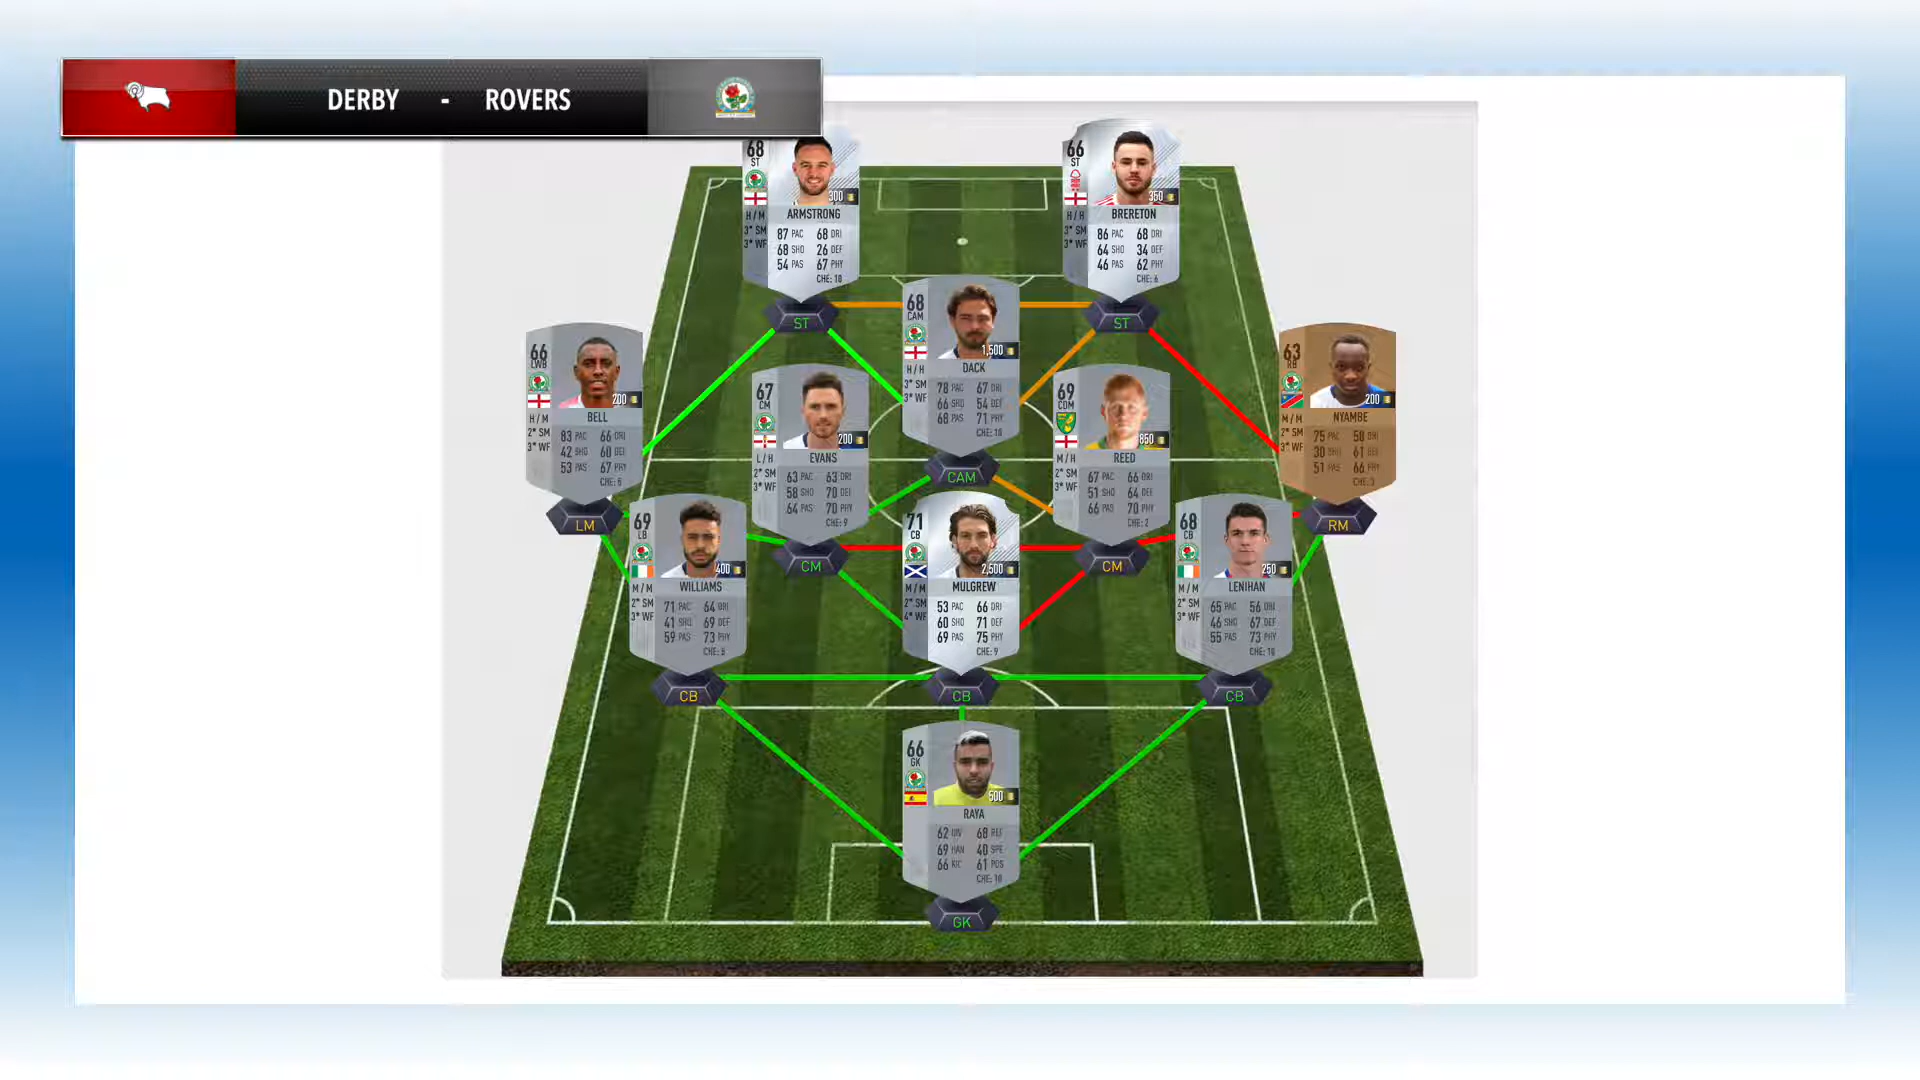 DERBY - ROVERS
68
ST
300
H / M
3* SM
3* WF
ARMSTRONG
87 PAC 68 DRI
68 SHO 26 DEF
54 PAS 67 PHY
CHE: 10
ST
66
ST
350
H / H
3* SM
3* WF
BRERETON
86 PAC 68 DRI
64 SHO 34 DEF
46 PAS 62 PHY
CHE: 6
ST
68
CAM
1,500
H / H
3* SM
3* WF
DACK
78 PAC 67 DRI
66 SHO 54 DEF
68 PAS 71 PHY
CHE: 10
CAM
66
LWB
200
H / M
2* SM
3* WF
BELL
83 PAC 66 DRI
42 SHO 60 DEF
53 PAS 67 PHY
LM
67
CM
200
L / H
2* SM
3* WF
EVANS
63 PAC 63 DRI
58 SHO 70 DEF
64 PAS 70 PHY
CHE: 9
CM
69
CDM
850
M / H
2* SM
3* WF
REED
67 PAC 66 DRI
51 SHO 64 DEF
66 PAS 70 PHY
CHE: 2
CM
63
RB
200
M / M
2* SM
3* WF
NYAMBE
75 PAC 50 DRI
30 SHO 61 DEF
51 PAS 66 PHY
CHE: 3
RM
69
LB
400
M / M
2* SM
3* WF
WILLIAMS
71 PAC 64 DRI
41 SHO 69 DEF
59 PAS 73 PHY
CB
71
CB
2,500
M / M
2* SM
4* WF
MULGREW
53 PAC 66 DRI
60 SHO 71 DEF
69 PAS 75 PHY
CHE: 9
CB
68
CB
250
M / M
2* SM
3* WF
LENIHAN
65 PAC 56 DRI
46 SHO 67 DEF
55 PAS 73 PHY
CHE: 10
CB
66
GK
500
RAYA
62 DIV 68 REF
69 HAN 40 SPE
66 KIC 61 POS
CHE: 10
GK